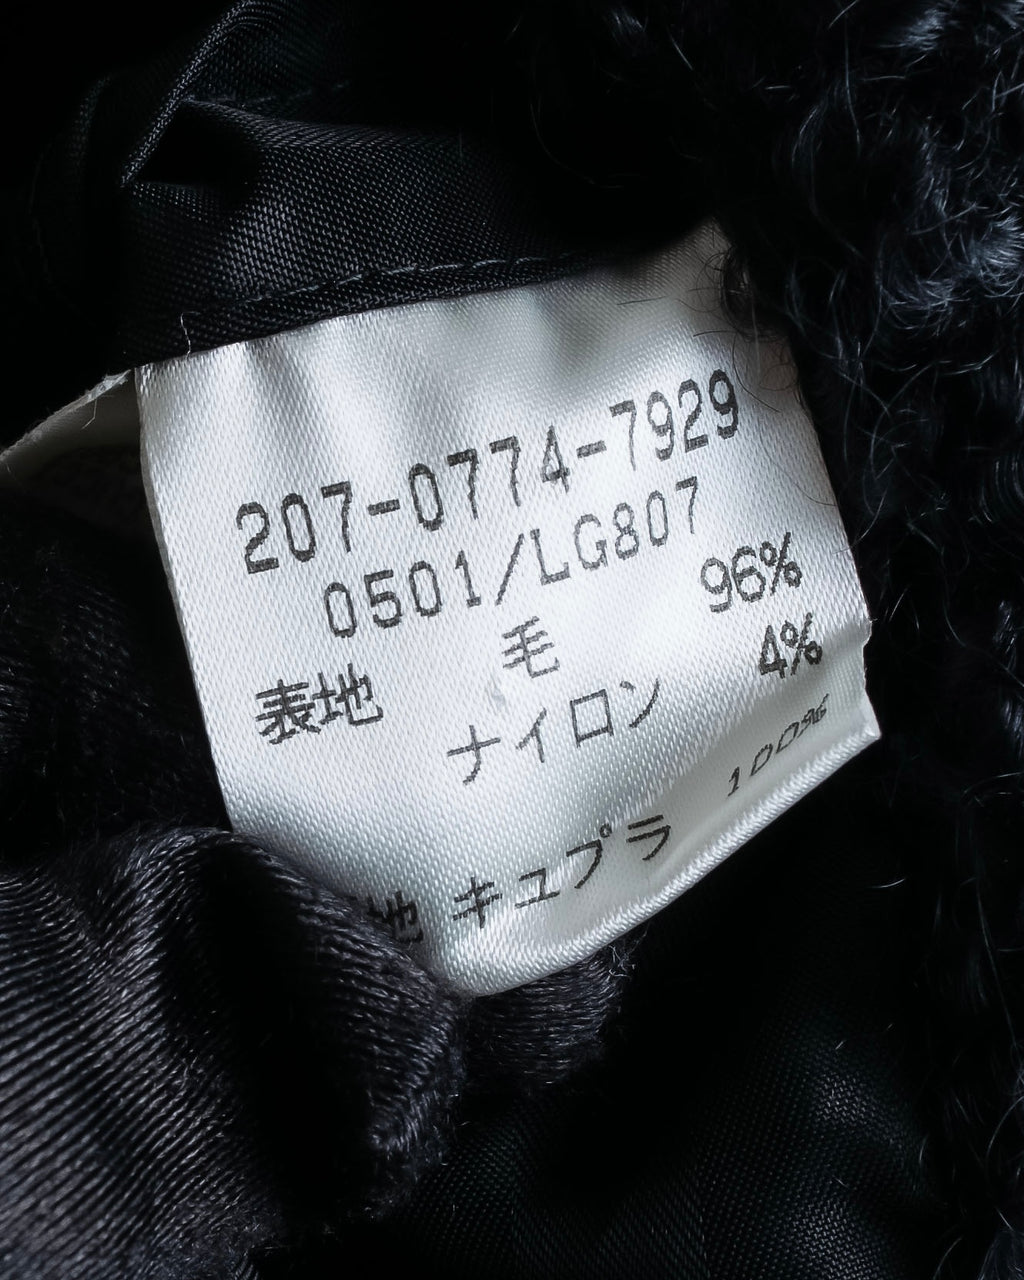 207-0774-7929
0501/LG807
表地 毛 96%
ナイロン 4%
地 キュプラ 100%